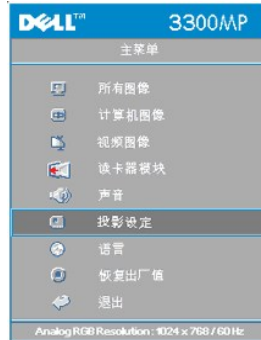 DELL™ 3300MP
主菜单
所有图像
计算机图像
视频图像
读卡器模块
声音
投影设定
语言
恢复出厂值
退出
Analog RGB Resolution : 1024 x 768 / 60 Hz